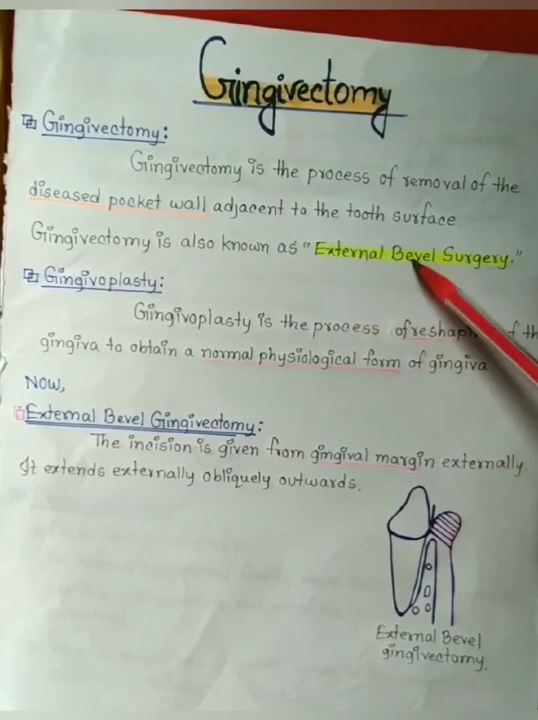 Gingivectomy
Gingivectomy:
Gingivectomy is the process of removal of the
diseased pocket wall adjacent to the tooth surface.
Gingivectomy is also known as "External Bevel Surgery."
Gingivoplasty:
Gingivoplasty is the process of reshap f th
gingiva to obtain a normal physiological form of gingiva
NOW,
External Bevel Gingivectomy:
The incision is given from gingival margin externally
It extends externally obliquely outwards.
External Bevel
gingivectomy.